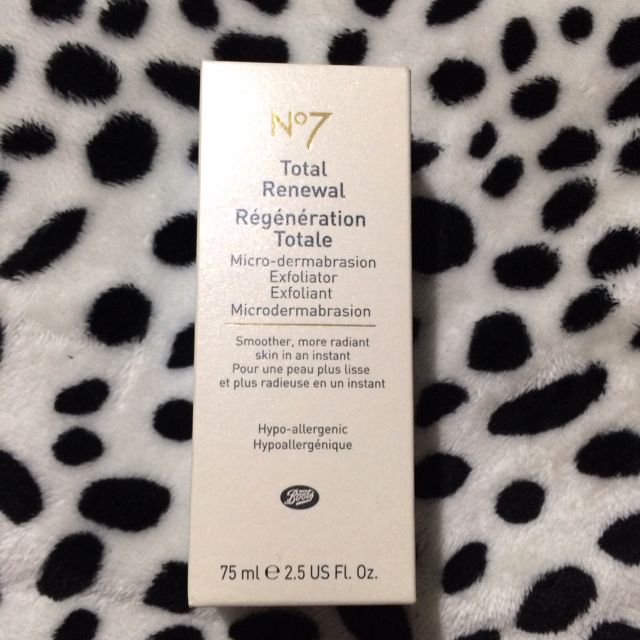 Nº7
Total
Renewal
Régénération
Totale
Micro-dermabrasion
Exfoliator
Exfoliant
Microdermabrasion
Smoother, more radiant
skin in an instant
Pour une peau plus lisse
et plus radieuse en un instant
Hypo-allergenic
Hypoallergénique
Boots
75 ml ℮ 2.5 US Fl. Oz.